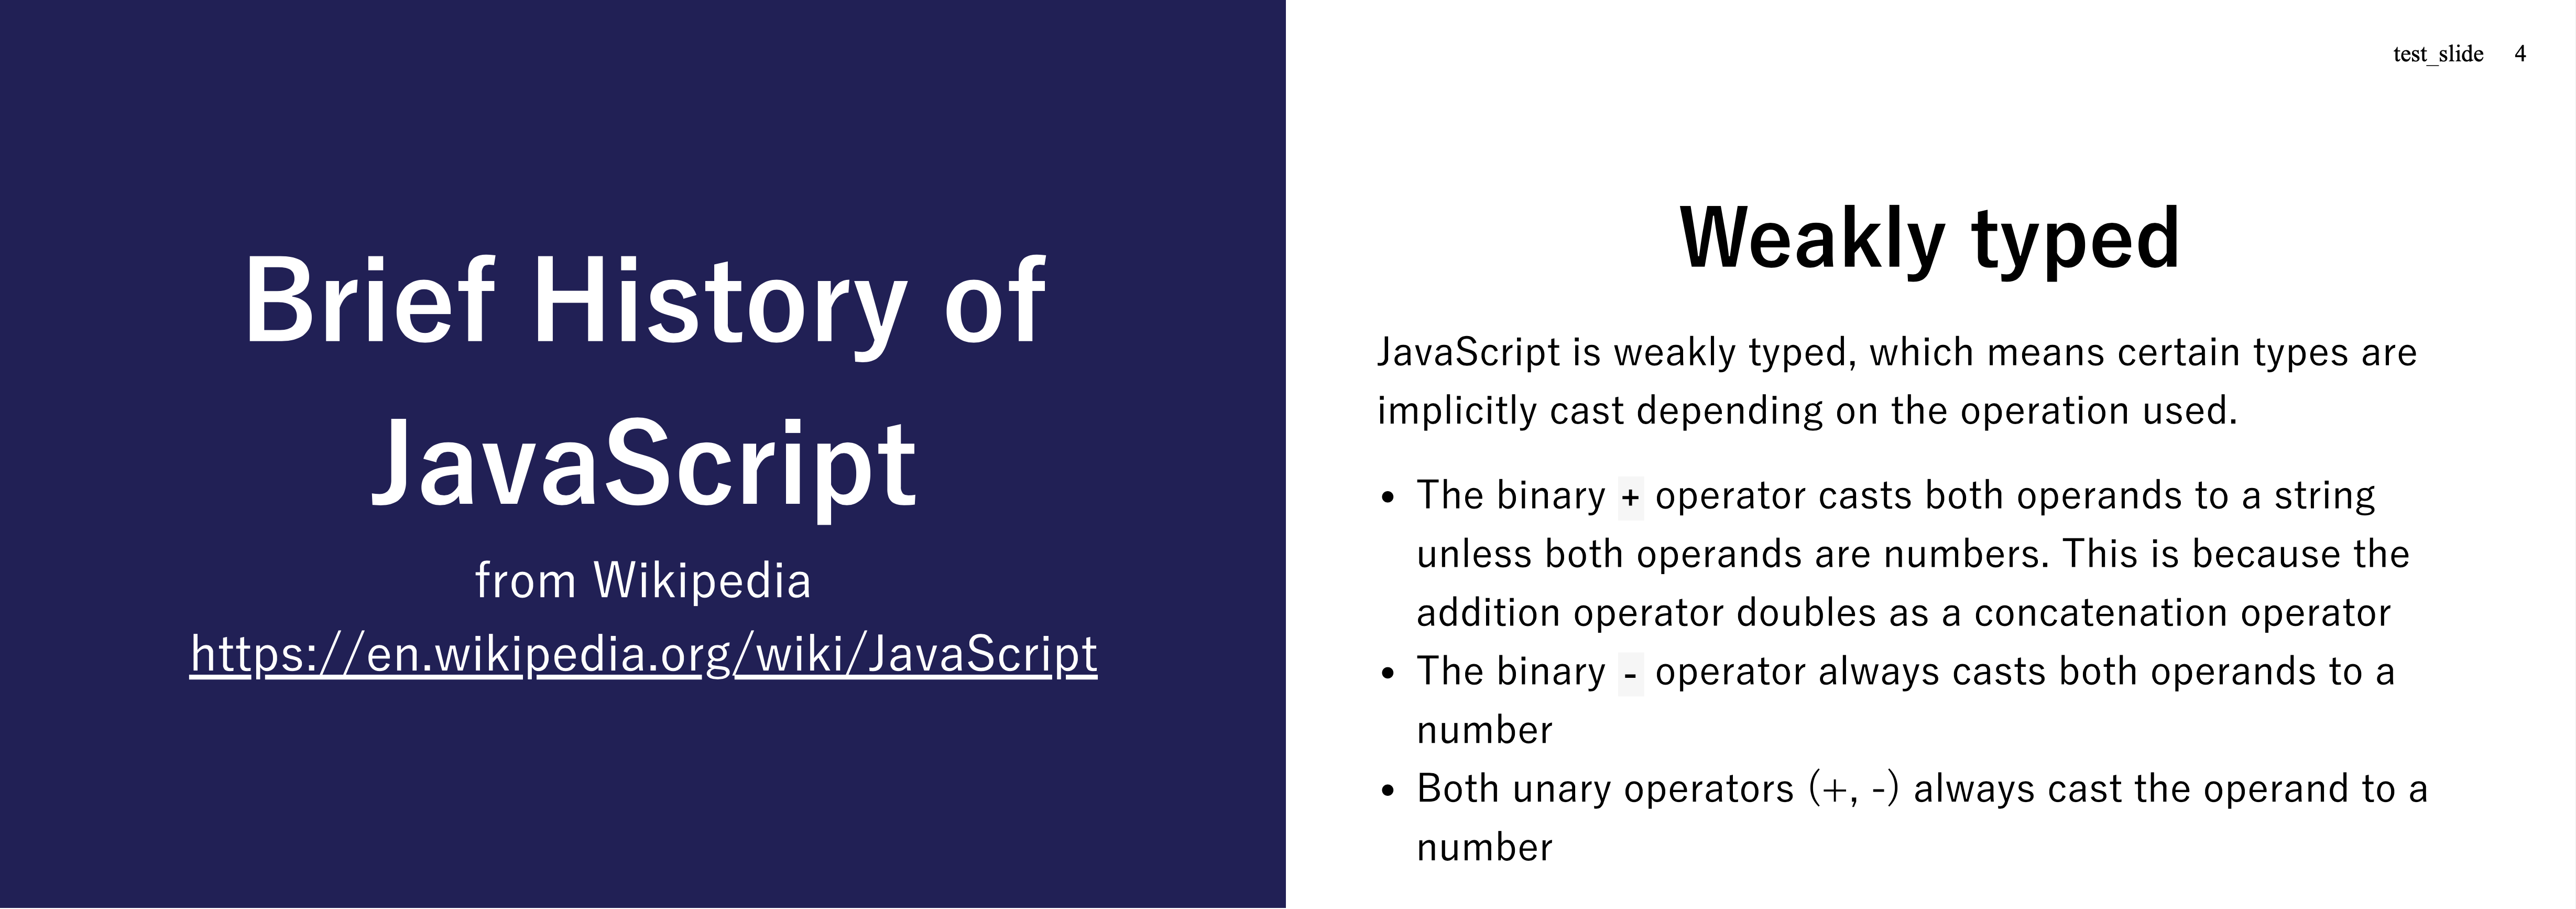 Brief History of
JavaScript
from Wikipedia
https://en.wikipedia.org/wiki/JavaScript
test_slide 4
Weakly typed
JavaScript is weakly typed, which means certain types are
implicitly cast depending on the operation used.
• The binary + operator casts both operands to a string
unless both operands are numbers. This is because the
addition operator doubles as a concatenation operator
• The binary - operator always casts both operands to a
number
• Both unary operators (+, -) always cast the operand to a
number